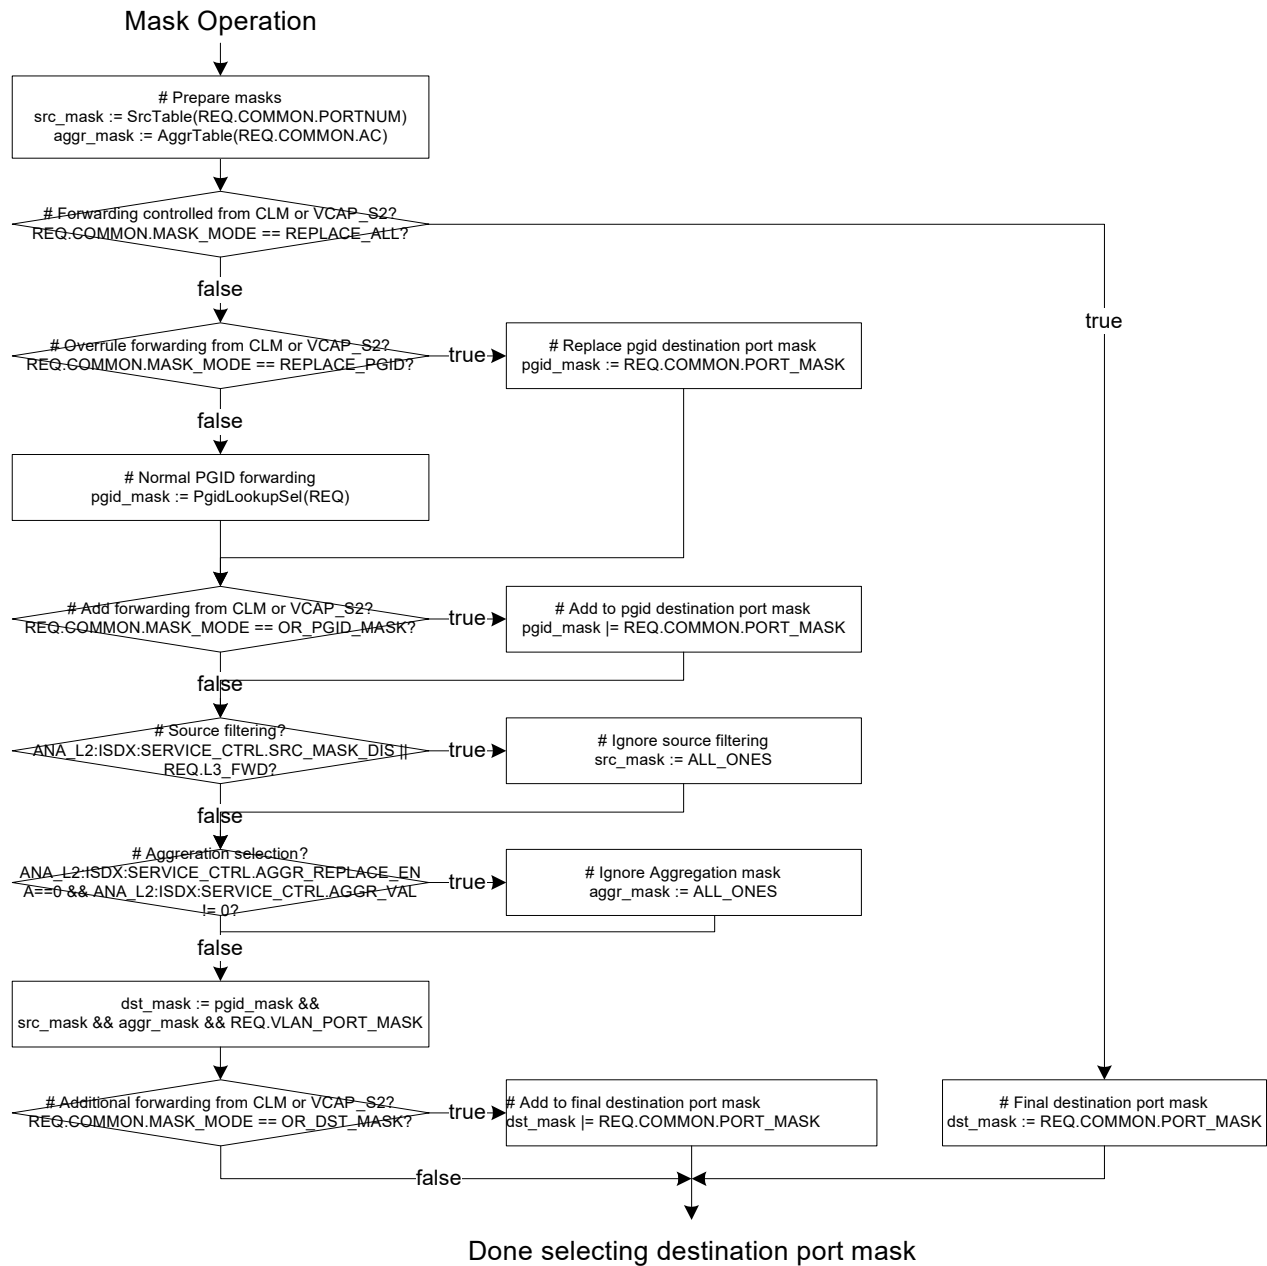 Mask Operation
# Prepare masks
src_mask := SrcTable(REQ.COMMON.PORTNUM)
aggr_mask := AggrTable(REQ.COMMON.AC)
# Forwarding controlled from CLM or VCAP_S2?
REQ.COMMON.MASK_MODE == REPLACE_ALL?
false
true
# Overrule forwarding from CLM or VCAP_S2?
REQ.COMMON.MASK_MODE == REPLACE_PGID?
true
# Replace pgid destination port mask
pgid_mask := REQ.COMMON.PORT_MASK
false
# Normal PGID forwarding
pgid_mask := PgidLookupSel(REQ)
# Add forwarding from CLM or VCAP_S2?
REQ.COMMON.MASK_MODE == OR_PGID_MASK?
true
# Add to pgid destination port mask
pgid_mask |= REQ.COMMON.PORT_MASK
false
# Source filtering?
ANA_L2:ISDX:SERVICE_CTRL.SRC_MASK_DIS ||
REQ.L3_FWD?
true
# Ignore source filtering
src_mask := ALL_ONES
false
# Aggreration selection?
ANA_L2:ISDX:SERVICE_CTRL.AGGR_REPLACE_EN
A==0 && ANA_L2:ISDX:SERVICE_CTRL.AGGR_VAL
!= 0?
true
# Ignore Aggregation mask
aggr_mask := ALL_ONES
false
dst_mask := pgid_mask &&
src_mask && aggr_mask && REQ.VLAN_PORT_MASK
# Additional forwarding from CLM or VCAP_S2?
REQ.COMMON.MASK_MODE == OR_DST_MASK?
true
# Add to final destination port mask
dst_mask |= REQ.COMMON.PORT_MASK
# Final destination port mask
dst_mask := REQ.COMMON.PORT_MASK
false
Done selecting destination port mask